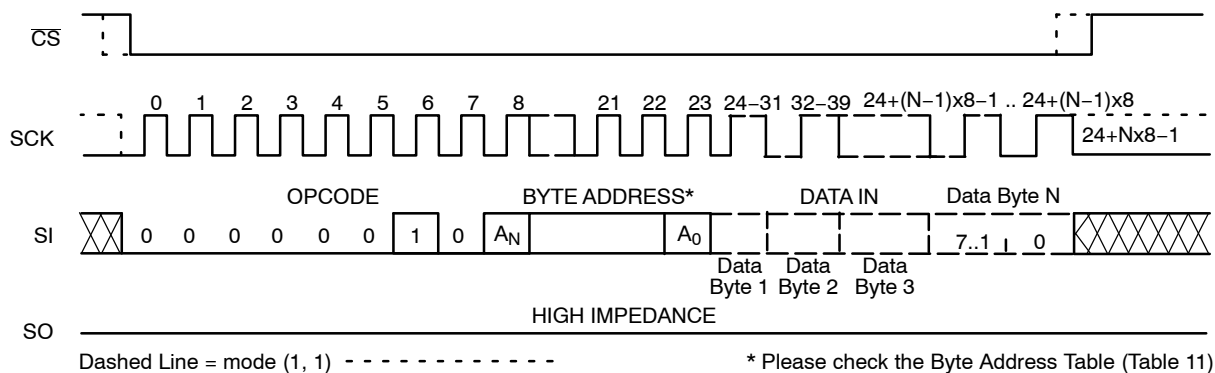 CS
0 1 2 3 4 5 6 7 8 21 22 23 24–31 32–39 24+(N–1)x8–1 .. 24+(N–1)x8
SCK
24+Nx8–1
OPCODE BYTE ADDRESS* DATA IN Data Byte N
SI
0 0 0 0 0 0 1 0 AN A0 7..1 0
Data Byte 1
Data Byte 2
Data Byte 3
HIGH IMPEDANCE
SO
Dashed Line = mode (1, 1)
* Please check the Byte Address Table (Table 11)